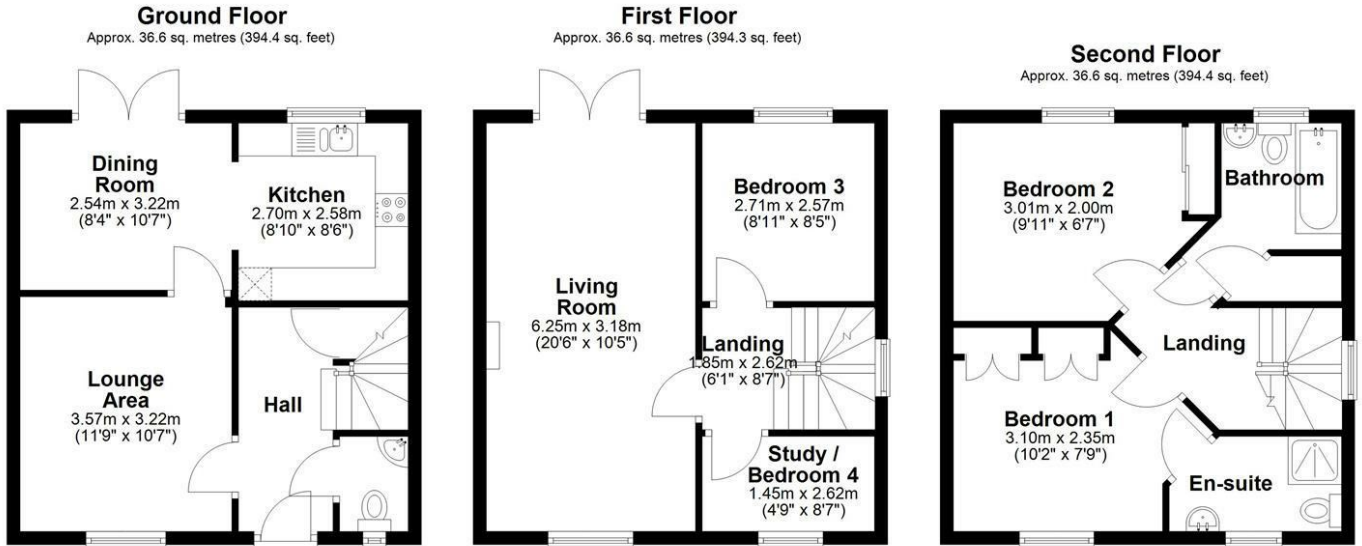 Ground Floor
Approx. 36.6 sq. metres (394.4 sq. feet)
Dining
Room
2.54m x 3.22m
(8'4" x 10'7")
Kitchen
2.70m x 2.58m
(8'10" x 8'6")
Lounge
Area
3.57m x 3.22m
(11'9" x 10'7")
Hall
First Floor
Approx. 36.6 sq. metres (394.3 sq. feet)
Bedroom 3
2.71m x 2.57m
(8'11" x 8'5")
Living
Room
6.25m x 3.18m
(20'6" x 10'5")
Landing
1.85m x 2.62m
(6'1" x 8'7")
Study /
Bedroom 4
1.45m x 2.62m
(4'9" x 8'7")
Second Floor
Approx. 36.6 sq. metres (394.4 sq. feet)
Bedroom 2
3.01m x 2.00m
(9'11" x 6'7")
Bathroom
Landing
Bedroom 1
3.10m x 2.35m
(10'2" x 7'9")
En-suite